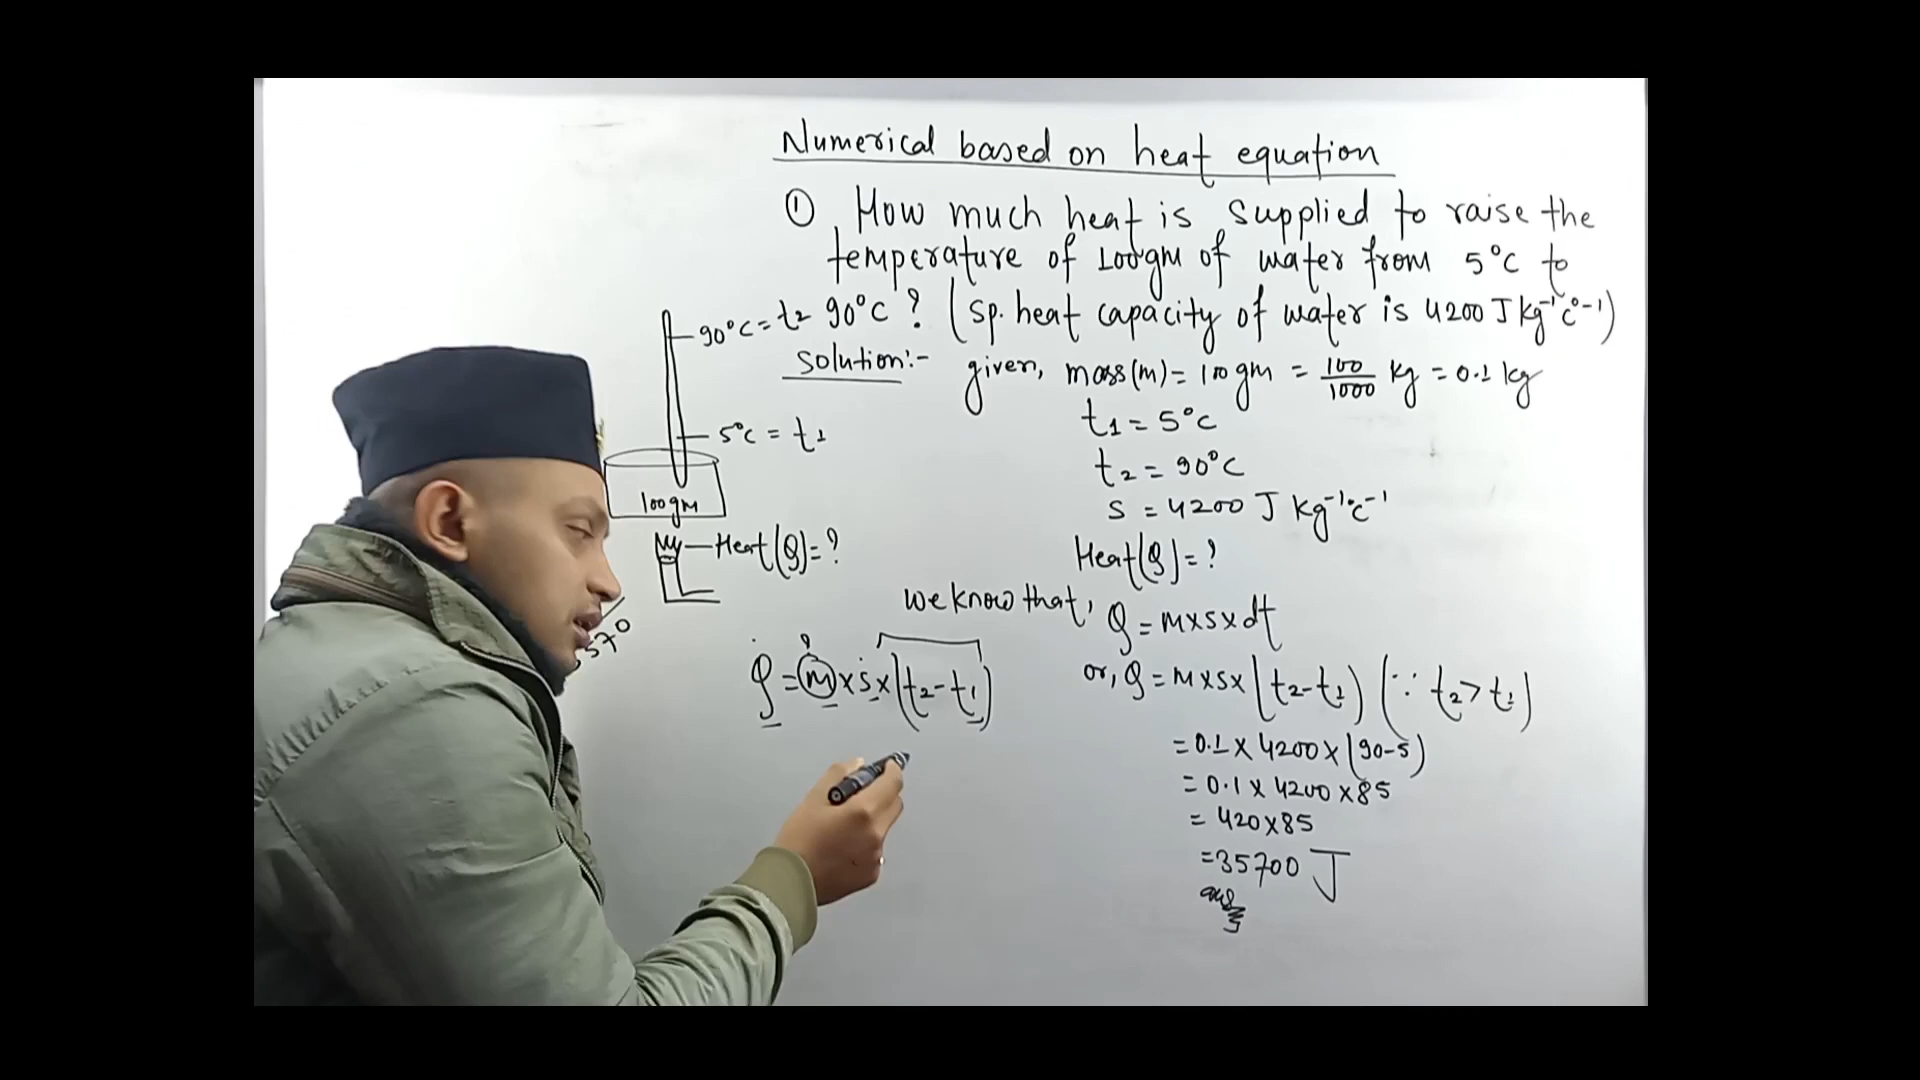 Numerical based on heat equation
① How much heat is supplied to raise the
temperature of 100gm of water from 5°C to
90°C ? (sp. heat capacity of water is 4200 J kg⁻¹ c°⁻¹)
solution:- given, mass(m) = 100 gm = 100/1000 kg = 0.1 kg
t1 = 5°C
t2 = 90°C
s = 4200 J kg⁻¹°c⁻¹
Heat(Q) = ?
we know that, Q = m×s×dt
or, Q = m×s×(t2-t1) (∵ t2>t1)
= 0.1 × 4200 × (90-5)
= 0.1 × 4200 × 85
= 420×85
= 35700 J
ans
90°C = t2
5°C = t1
100gm
Heat(Q) = ?
570
Q = m×s×(t2-t1)